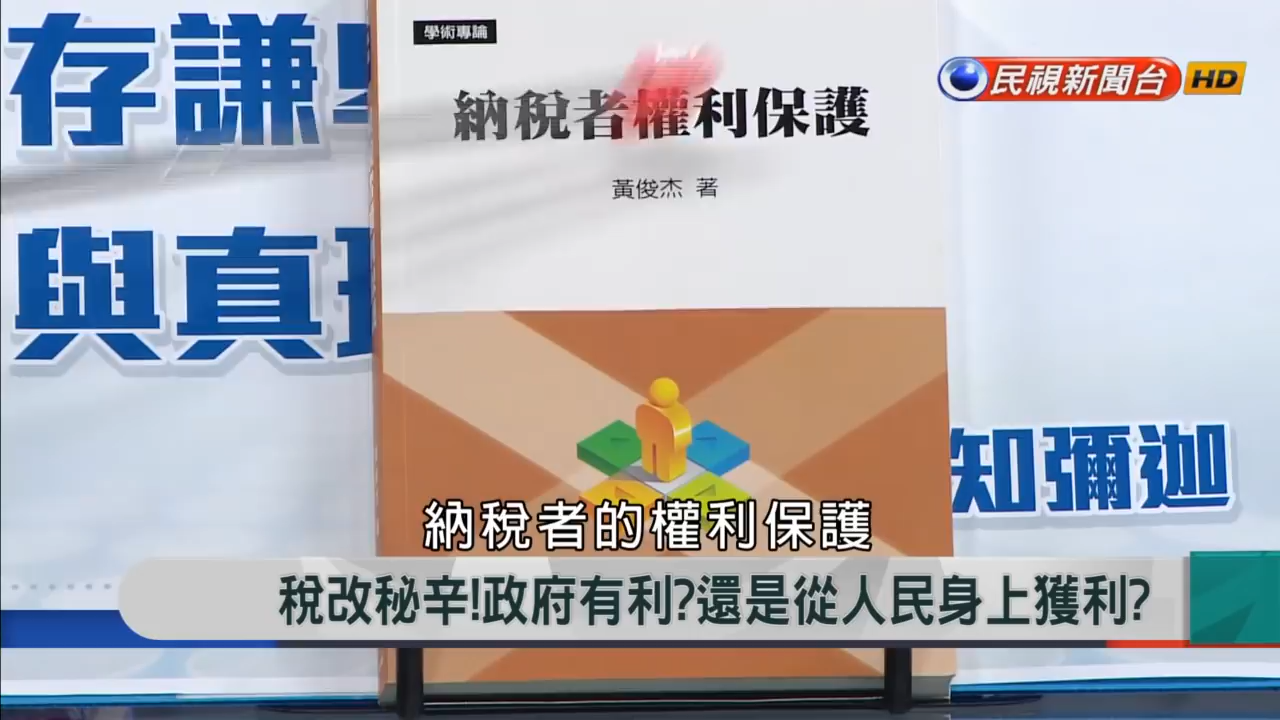 存謙
與真
學術專論
納稅者權利保護
黃俊杰 著
民視新聞台 HD
知彌迦
納稅者的權利保護
稅改秘辛!政府有利?還是從人民身上獲利?